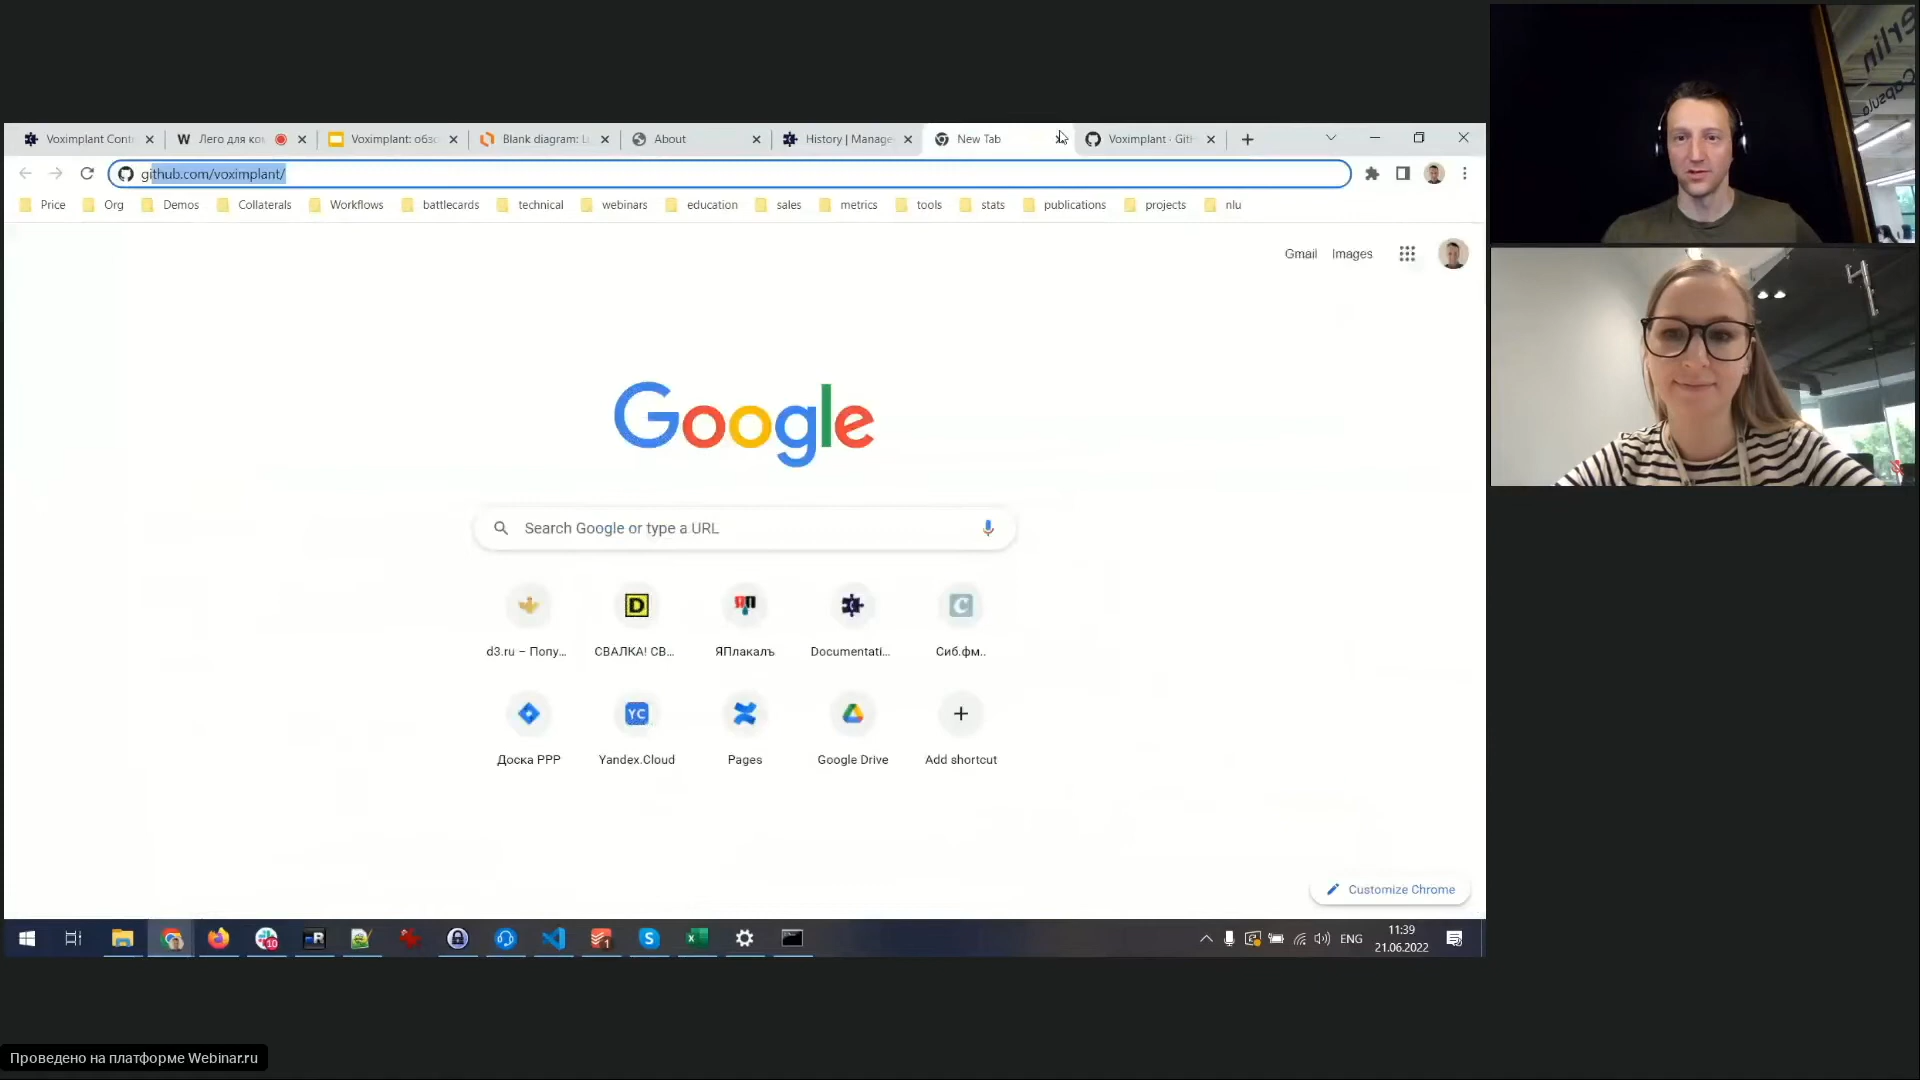 Voximplant Cont
Лего для ко
Voximplant: обз
Blank diagram: L
About
History | Manage
New Tab
Voximplant · Git
github.com/voximplant/
Price
Org
Demos
Collaterals
Workflows
battlecards
technical
webinars
education
sales
metrics
tools
stats
publications
projects
nlu
Gmail
Images
Google
Search Google or type a URL
d3.ru – Попу...
СВАЛКА! СВ...
ЯПлакалъ
Documentati...
Сиб.фм..
Доска PPP
Yandex.Cloud
Pages
Google Drive
Add shortcut
Customize Chrome
ENG
11:39
21.06.2022
Проведено на платформе Webinar.ru